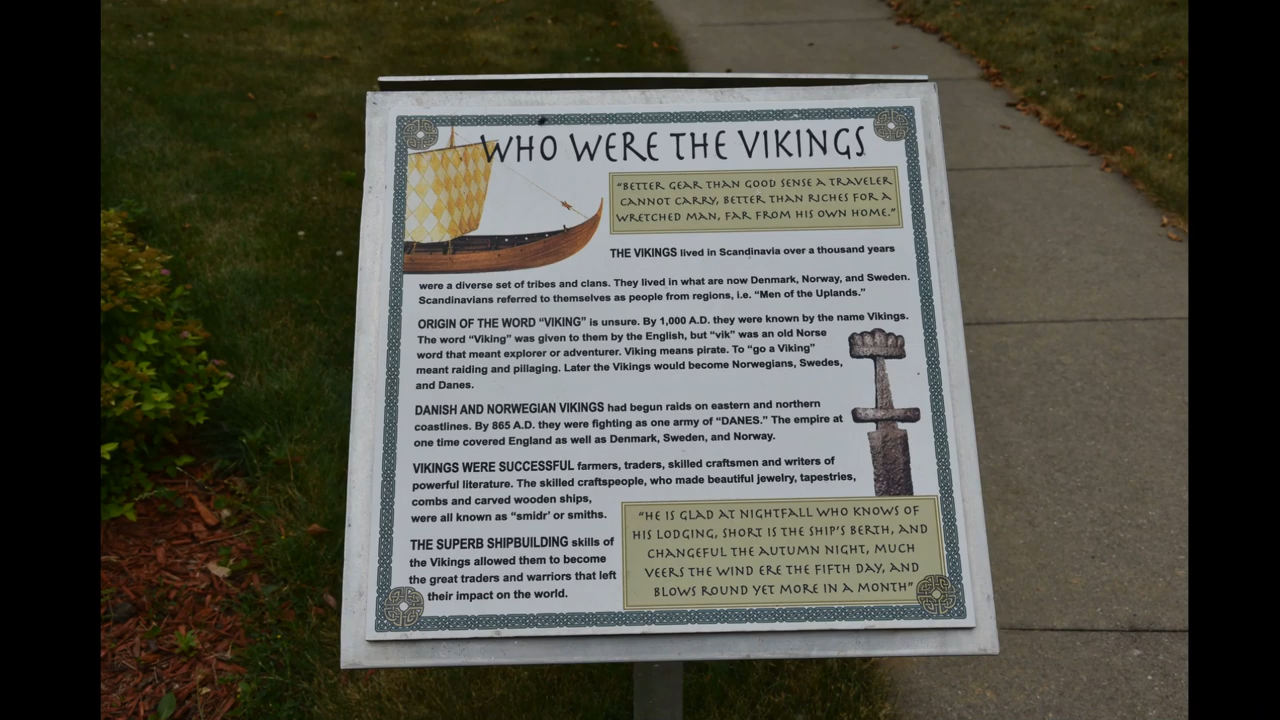 WHO WERE THE VIKINGS
"BETTER GEAR THAN GOOD SENSE A TRAVELER
CANNOT CARRY, BETTER THAN RICHES FOR A
WRETCHED MAN, FAR FROM HIS OWN HOME."
THE VIKINGS lived in Scandinavia over a thousand years
were a diverse set of tribes and clans. They lived in what are now Denmark, Norway, and Sweden.
Scandinavians referred to themselves as people from regions, i.e. "Men of the Uplands."
ORIGIN OF THE WORD "VIKING" is unsure. By 1,000 A.D. they were known by the name Vikings.
The word "Viking" was given to them by the English, but "vik" was an old Norse
word that meant explorer or adventurer. Viking means pirate. To "go a Viking"
meant raiding and pillaging. Later the Vikings would become Norwegians, Swedes,
and Danes.
DANISH AND NORWEGIAN VIKINGS had begun raids on eastern and northern
coastlines. By 865 A.D. they were fighting as one army of "DANES." The empire at
one time covered England as well as Denmark, Sweden, and Norway.
VIKINGS WERE SUCCESSFUL farmers, traders, skilled craftsmen and writers of
powerful literature. The skilled craftspeople, who made beautiful jewelry, tapestries,
combs and carved wooden ships,
were all known as "smidr' or smiths.
THE SUPERB SHIPBUILDING skills of
the Vikings allowed them to become
the great traders and warriors that left
their impact on the world.
"HE IS GLAD AT NIGHTFALL WHO KNOWS OF
HIS LODGING, SHORT IS THE SHIP'S BERTH, AND
CHANGEFUL THE AUTUMN NIGHT, MUCH
VEERS THE WIND ERE THE FIFTH DAY, AND
BLOWS ROUND YET MORE IN A MONTH"